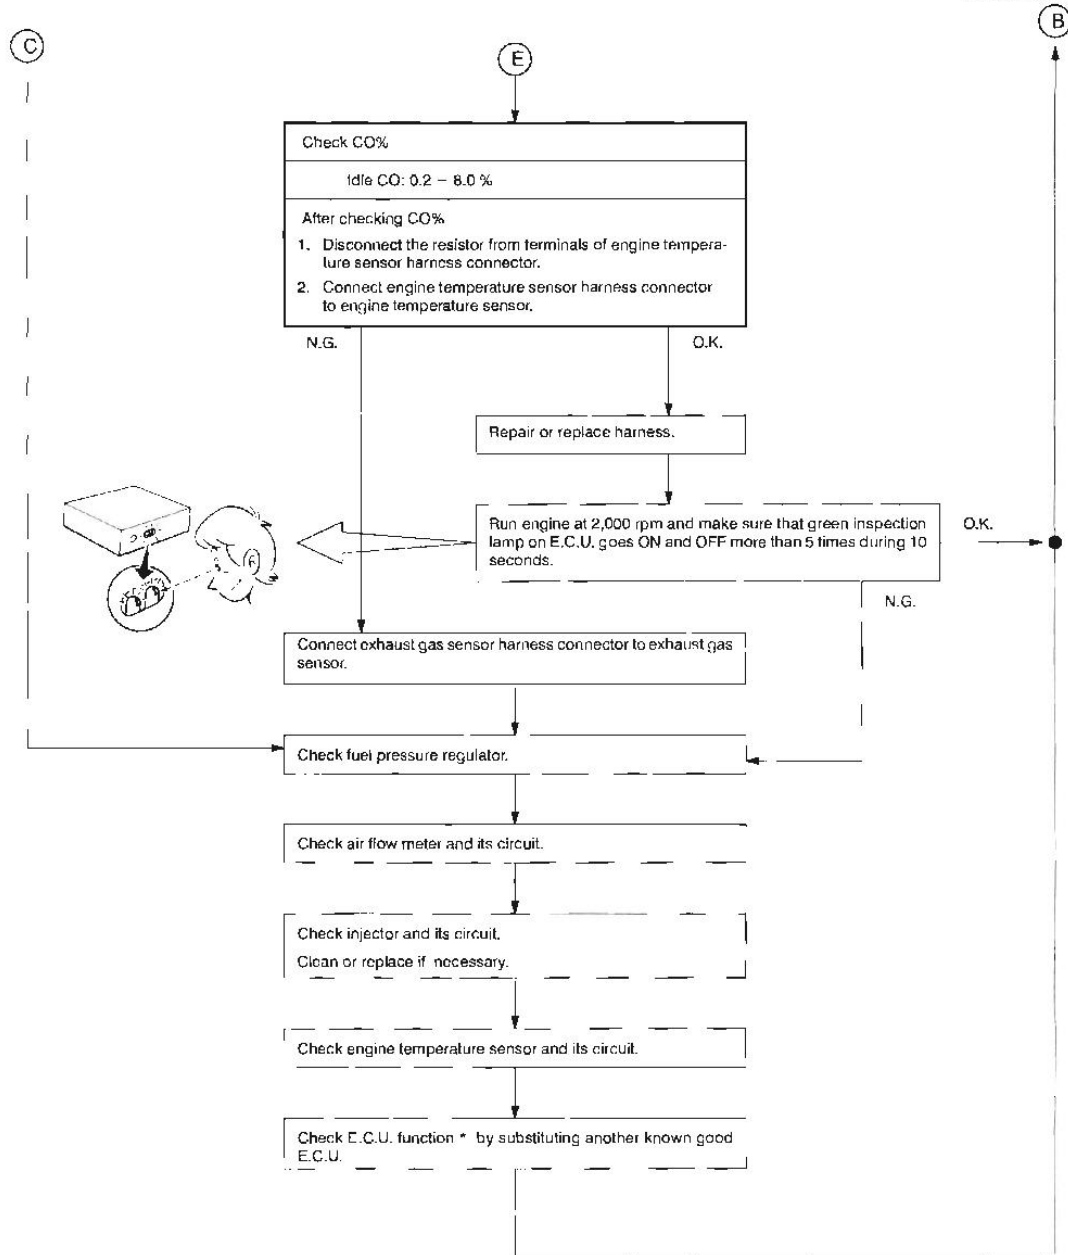 C
B
E
Check CO%
Idle CO: 0.2 – 8.0 %
After checking CO%
1. Disconnect the resistor from terminals of engine tempera-
ture sensor harness connector.
2. Connect engine temperature sensor harness connector
to engine temperature sensor.
N.G.
O.K.
Repair or replace harness.
Run engine at 2,000 rpm and make sure that green inspection
lamp on E.C.U. goes ON and OFF more than 5 times during 10
seconds.
O.K.
N.G.
Connect exhaust gas sensor harness connector to exhaust gas
sensor.
Check fuel pressure regulator.
Check air flow meter and its circuit.
Check injector and its circuit.
Clean or replace if necessary.
Check engine temperature sensor and its circuit.
Check E.C.U. function * by substituting another known good
E.C.U.